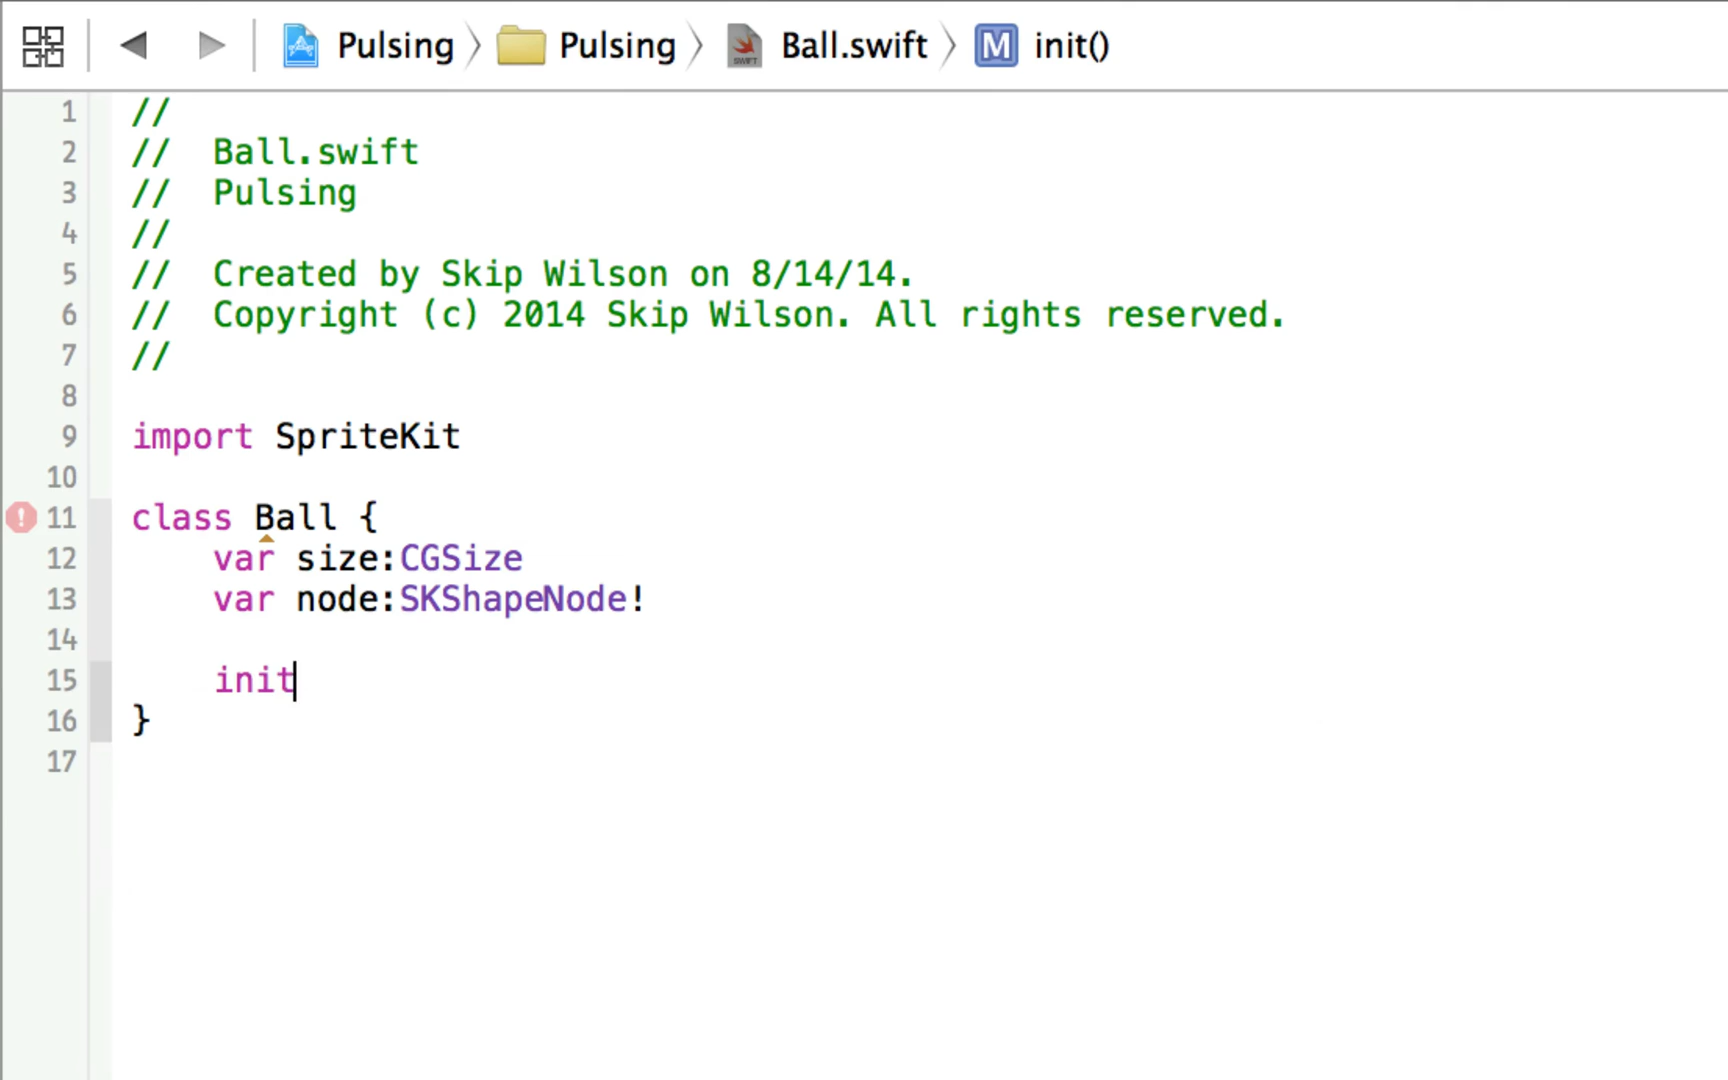 Pulsing Pulsing Ball.swift M init()
1 //
2 // Ball.swift
3 // Pulsing
4 //
5 // Created by Skip Wilson on 8/14/14.
6 // Copyright (c) 2014 Skip Wilson. All rights reserved.
7 //
8
9 import SpriteKit
10
11 class Ball {
12 var size:CGSize
13 var node:SKShapeNode!
14
15 init
16 }
17